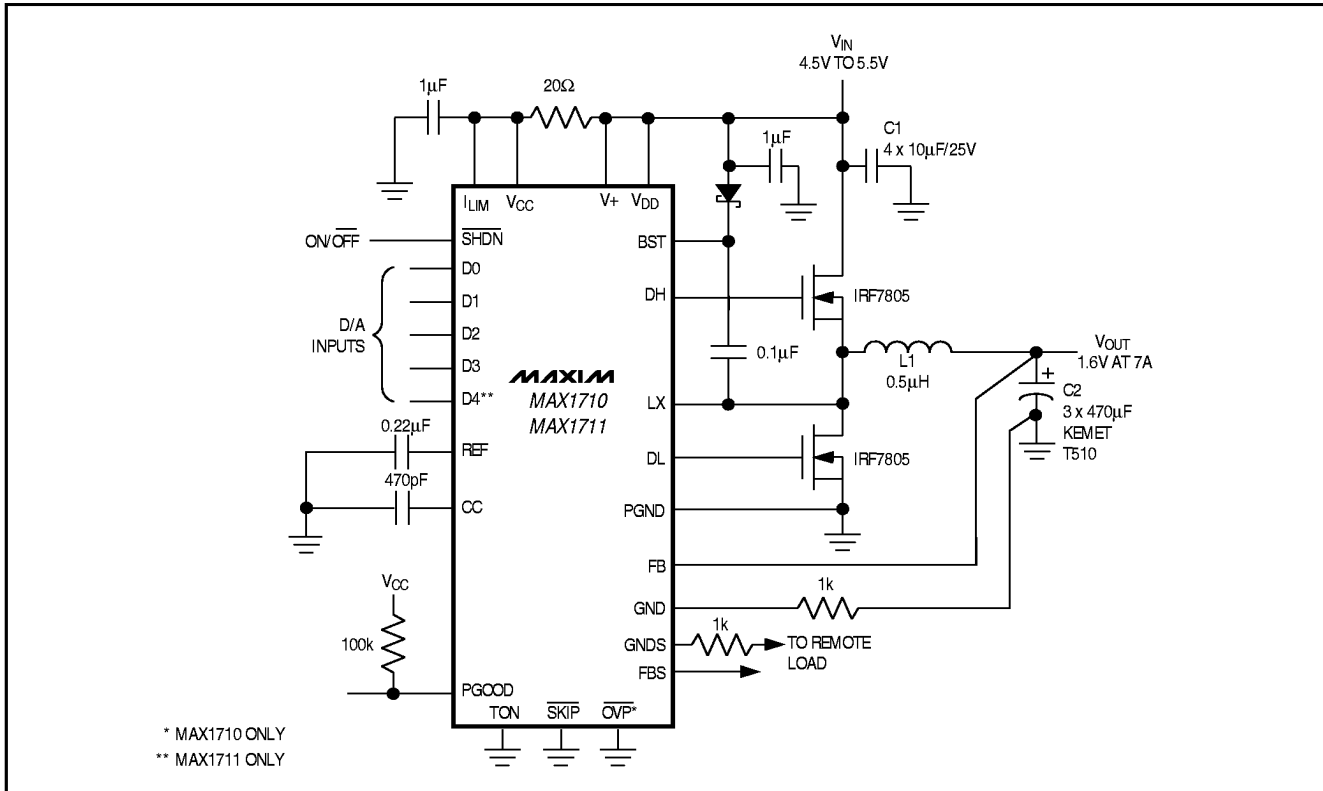 V_IN
4.5V TO 5.5V
1µF
20Ω
1µF
C1
4 x 10µF/25V
I_LIM
V_CC
V+
V_DD
ON/OFF
SHDN
BST
D0
DH
IRF7805
D1
D/A
INPUTS
D2
D3
D4**
0.1µF
L1
0.5µH
V_OUT
1.6V AT 7A
+
C2
3 x 470µF
KEMET
T510
MAXIM
MAX1710
MAX1711
LX
0.22µF
REF
DL
IRF7805
470pF
CC
PGND
FB
V_CC
GND
1k
100k
GNDS
1k
TO REMOTE
LOAD
FBS
PGOOD
TON
SKIP
OVP*
* MAX1710 ONLY
** MAX1711 ONLY